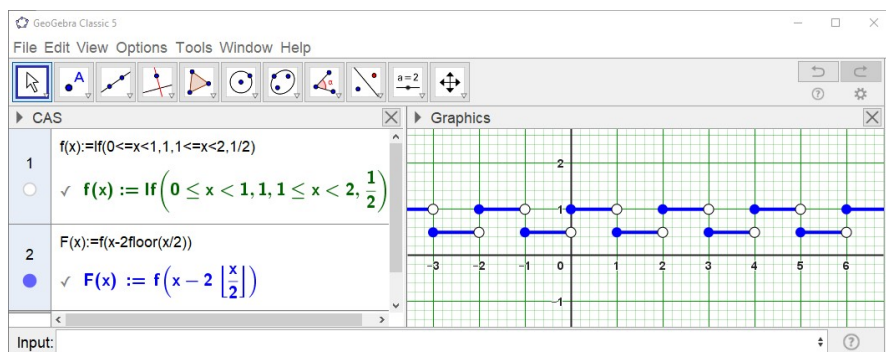 GeoGebra Classic 5
File Edit View Options Tools Window Help
A
α
a = 2
CAS
Graphics
1
f(x):=If(0<=x<1,1,1<=x<2,1/2)
✓ f(x) := If(0 ≤ x < 1, 1, 1 ≤ x < 2, 1/2)
2
F(x):=f(x-2floor(x/2))
✓ F(x) := f(x − 2 ⌊x/2⌋)
2
1
−3 −2 −1 0 1 2 3 4 5 6
−1
Input: